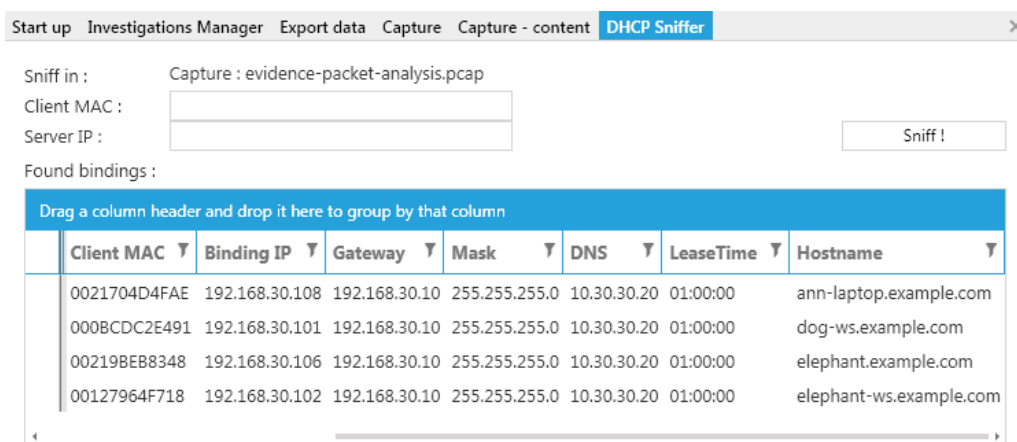 Start up Investigations Manager Export data Capture Capture - content DHCP Sniffer
Sniff in : Capture : evidence-packet-analysis.pcap
Client MAC :
Server IP : Sniff !
Found bindings :
Drag a column header and drop it here to group by that column
Client MAC Binding IP Gateway Mask DNS LeaseTime Hostname
0021704D4FAE 192.168.30.108 192.168.30.10 255.255.255.0 10.30.30.20 01:00:00 ann-laptop.example.com
000BCDC2E491 192.168.30.101 192.168.30.10 255.255.255.0 10.30.30.20 01:00:00 dog-ws.example.com
00219BEB8348 192.168.30.106 192.168.30.10 255.255.255.0 10.30.30.20 01:00:00 elephant.example.com
00127964F718 192.168.30.102 192.168.30.10 255.255.255.0 10.30.30.20 01:00:00 elephant-ws.example.com